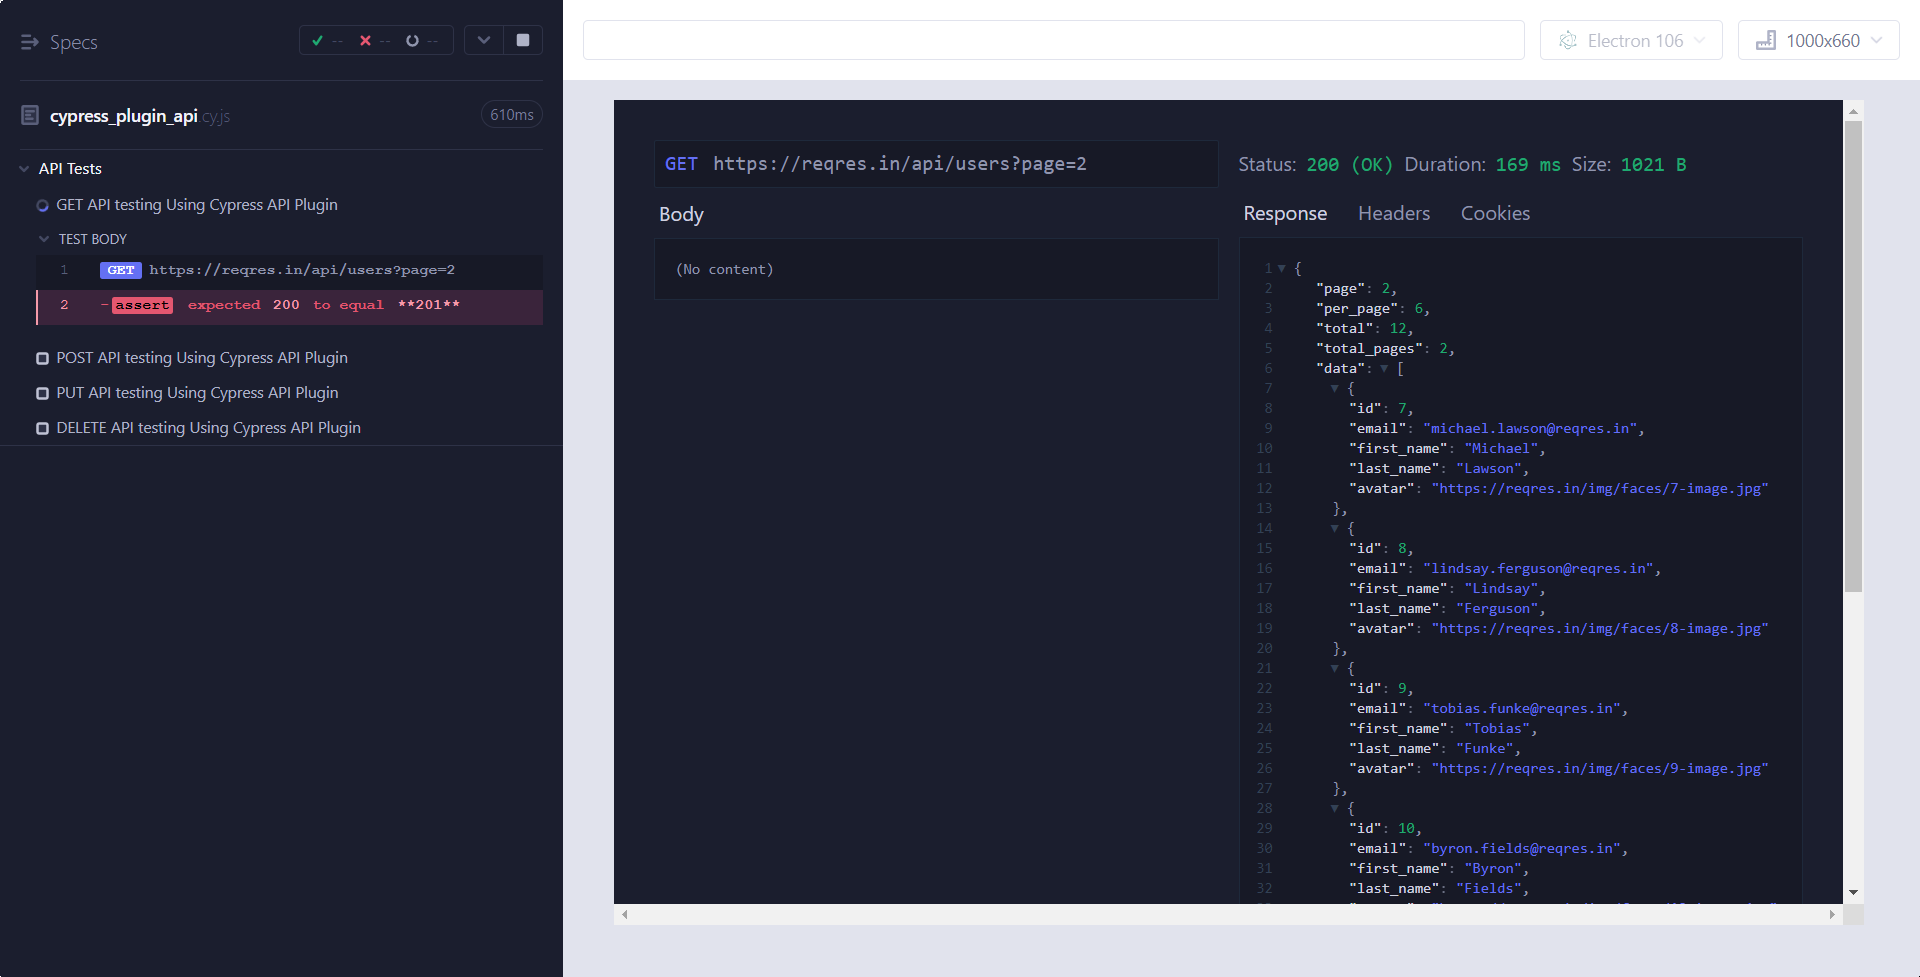 Specs
-- -- --
cypress_plugin_api.cy.js
610ms
API Tests
GET API testing Using Cypress API Plugin
TEST BODY
1 GET https://reqres.in/api/users?page=2
2 -assert expected 200 to equal **201**
POST API testing Using Cypress API Plugin
PUT API testing Using Cypress API Plugin
DELETE API testing Using Cypress API Plugin
Electron 106
1000x660
GET https://reqres.in/api/users?page=2
Body
(No content)
Status: 200 (OK) Duration: 169 ms Size: 1021 B
Response Headers Cookies
1 {
2 "page": 2,
3 "per_page": 6,
4 "total": 12,
5 "total_pages": 2,
6 "data": [
7 {
8 "id": 7,
9 "email": "michael.lawson@reqres.in",
10 "first_name": "Michael",
11 "last_name": "Lawson",
12 "avatar": "https://reqres.in/img/faces/7-image.jpg"
13 },
14 {
15 "id": 8,
16 "email": "lindsay.ferguson@reqres.in",
17 "first_name": "Lindsay",
18 "last_name": "Ferguson",
19 "avatar": "https://reqres.in/img/faces/8-image.jpg"
20 },
21 {
22 "id": 9,
23 "email": "tobias.funke@reqres.in",
24 "first_name": "Tobias",
25 "last_name": "Funke",
26 "avatar": "https://reqres.in/img/faces/9-image.jpg"
27 },
28 {
29 "id": 10,
30 "email": "byron.fields@reqres.in",
31 "first_name": "Byron",
32 "last_name": "Fields",